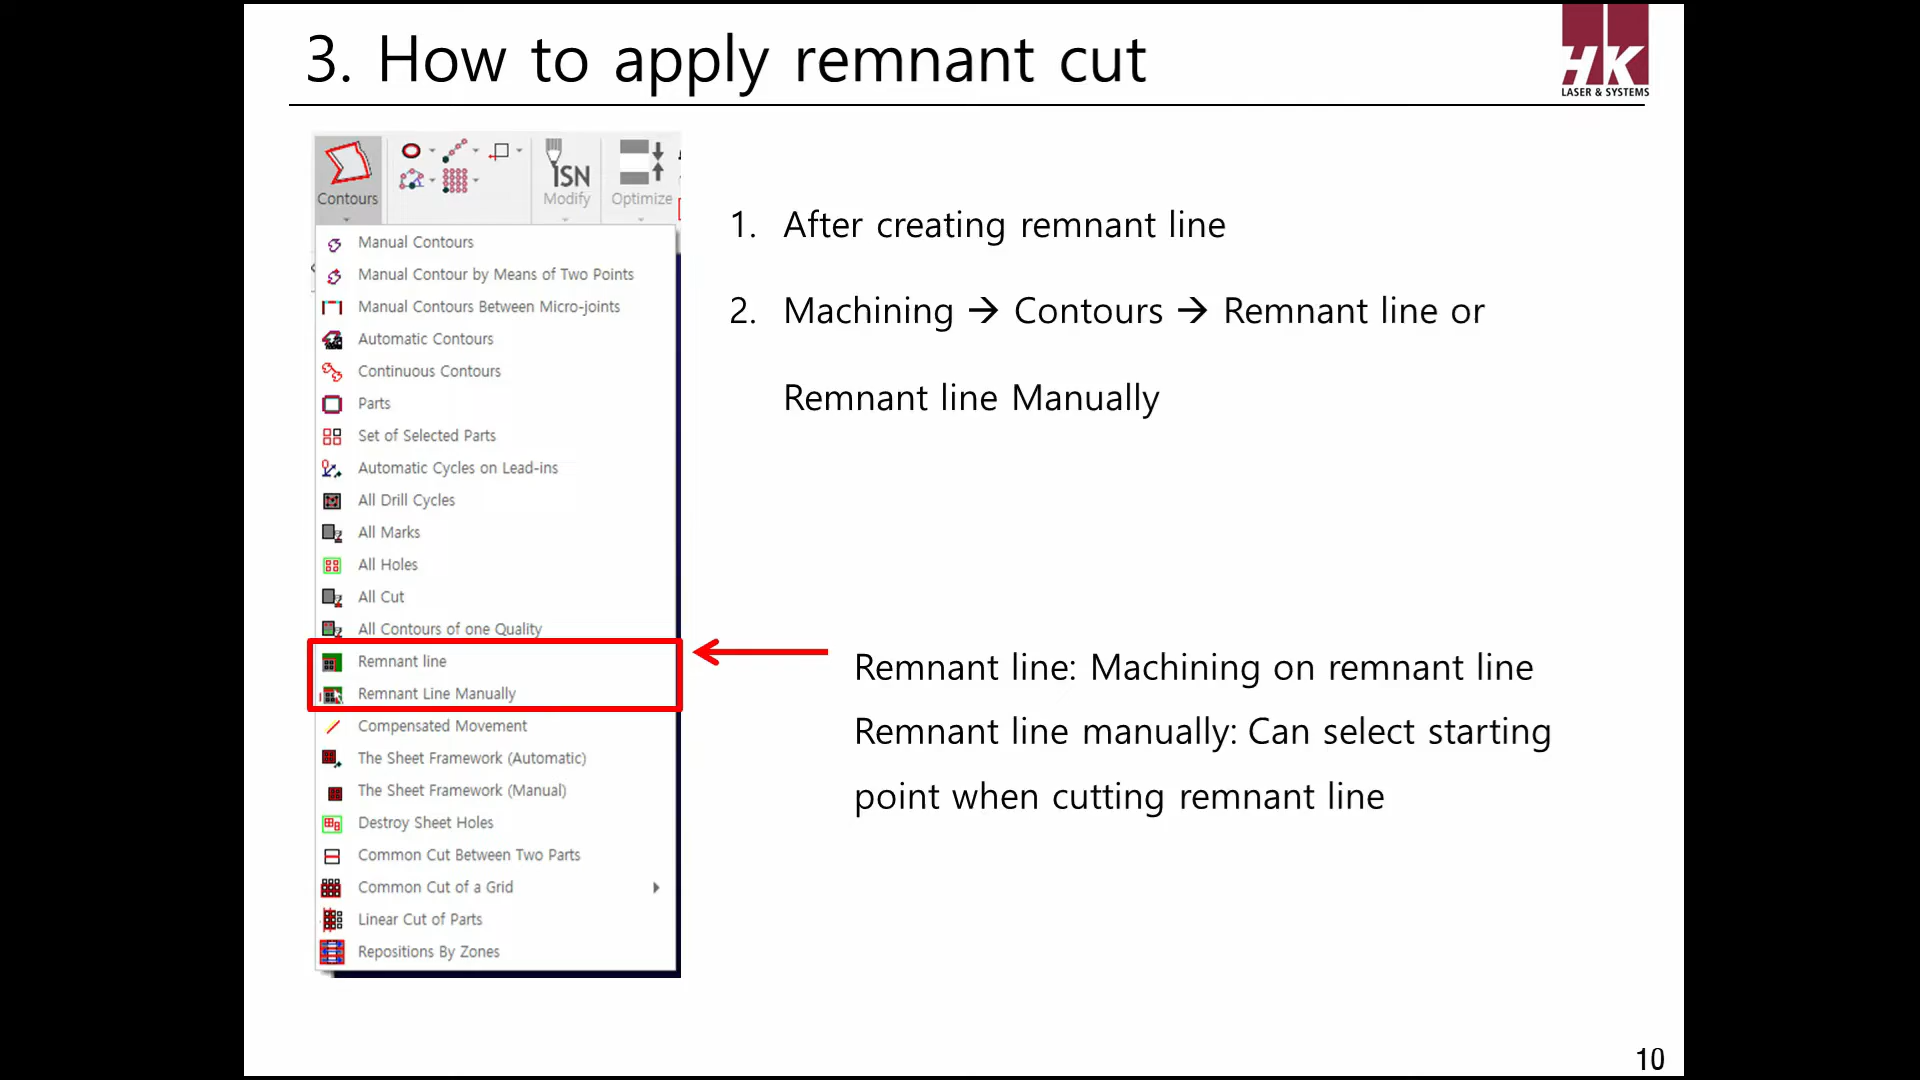 3. How to apply remnant cut
HK
LASER & SYSTEMS
Contours
ISN
Modify
Optimize
Manual Contours
Manual Contour by Means of Two Points
Manual Contours Between Micro-joints
Automatic Contours
Continuous Contours
Parts
Set of Selected Parts
Automatic Cycles on Lead-ins
All Drill Cycles
All Marks
All Holes
All Cut
All Contours of one Quality
Remnant line
Remnant Line Manually
Compensated Movement
The Sheet Framework (Automatic)
The Sheet Framework (Manual)
Destroy Sheet Holes
Common Cut Between Two Parts
Common Cut of a Grid
Linear Cut of Parts
Repositions By Zones
1. After creating remnant line
2. Machining → Contours → Remnant line or
Remnant line Manually
Remnant line: Machining on remnant line
Remnant line manually: Can select starting
point when cutting remnant line
10